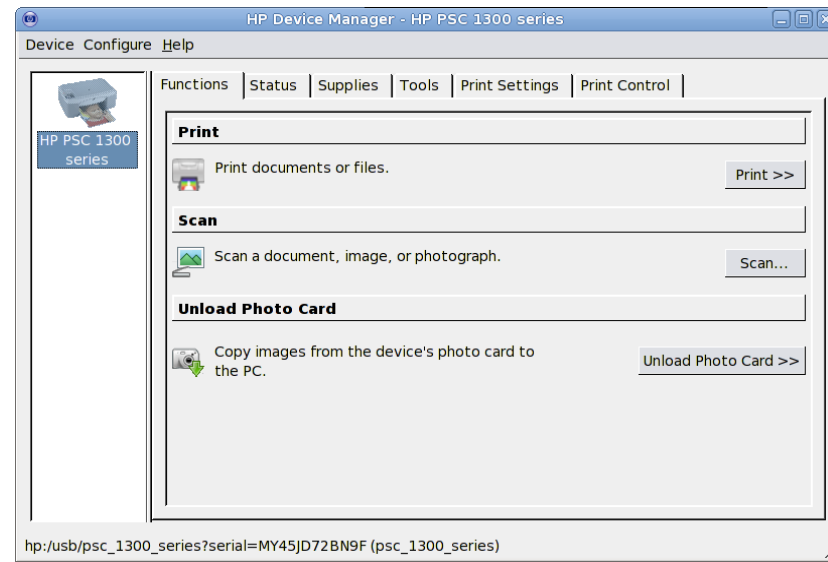 HP Device Manager - HP PSC 1300 series
Device Configure Help
HP PSC 1300
series
Functions Status Supplies Tools Print Settings Print Control
Print
Print documents or files.
Print >>
Scan
Scan a document, image, or photograph.
Scan...
Unload Photo Card
Copy images from the device's photo card to
the PC.
Unload Photo Card >>
hp:/usb/psc_1300_series?serial=MY45JD72BN9F (psc_1300_series)